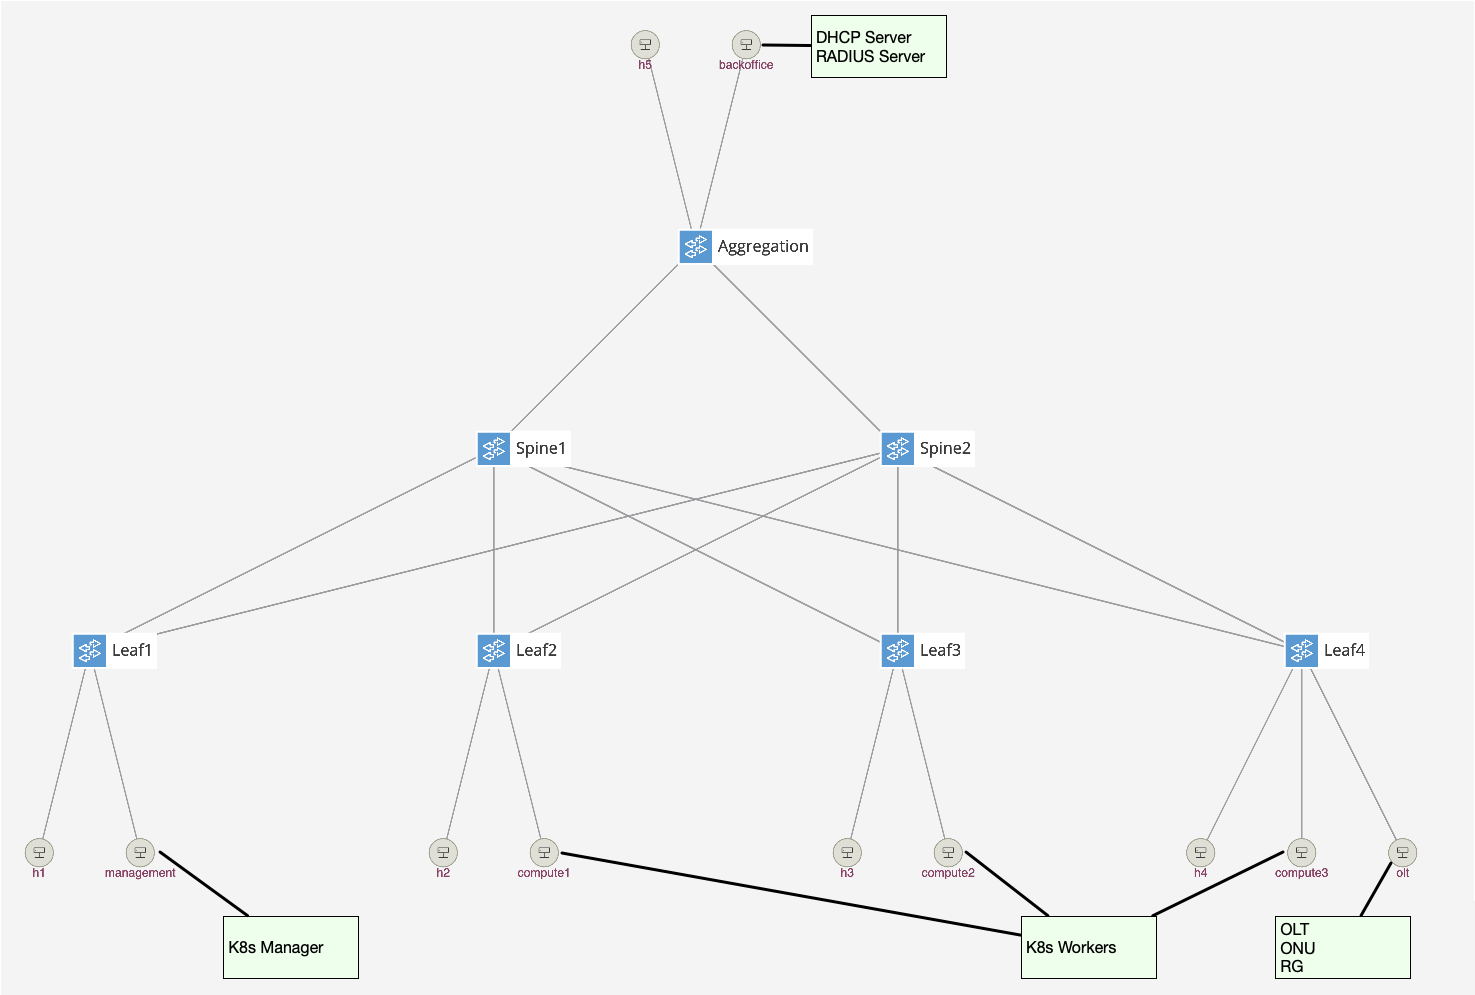 DHCP Server
RADIUS Server
h5
backoffice
Aggregation
Spine1
Spine2
Leaf1
Leaf2
Leaf3
Leaf4
h1
management
h2
compute1
h3
compute2
h4
compute3
olt
K8s Manager
K8s Workers
OLT
ONU
RG